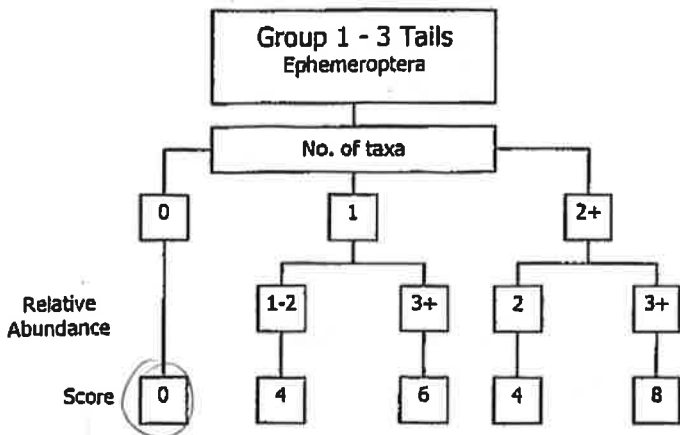 Group 1 - 3 Tails
Ephemeroptera
No. of taxa
0 1 2+
Relative
Abundance
1-2 3+ 2 3+
Score 0 4 6 4 8